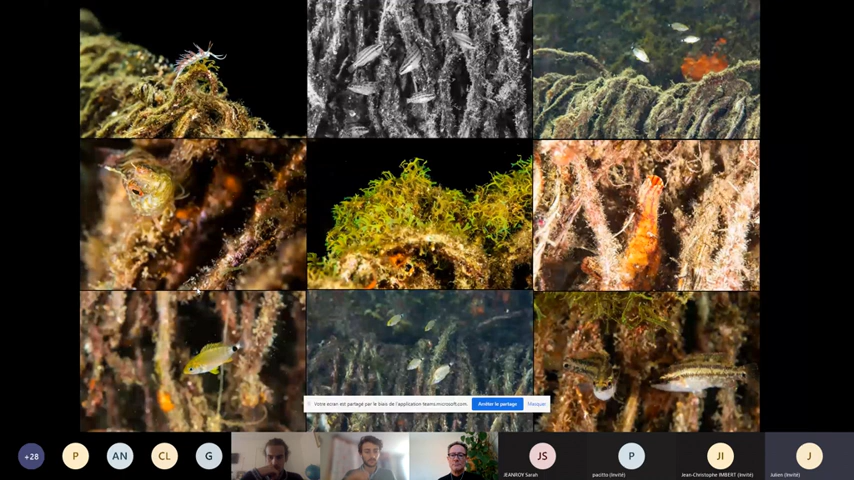 Votre écran est partagé par le biais de l'application teams.microsoft.com.
Arrêter le partage
Masquer
+28
P
AN
CL
G
JS
P
JI
J
JEANROY Sarah
pacitto (Invité)
Jean-Christophe IMBERT (Invité)
Julien (Invité)